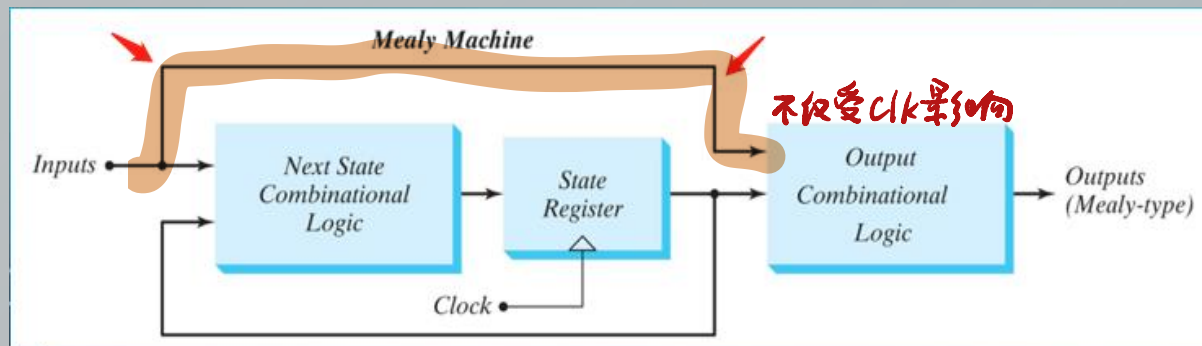 Mealy Machine
不仅受Clk影响
Inputs
Next State
Combinational
Logic
State
Register
Output
Combinational
Logic
Outputs
(Mealy-type)
Clock